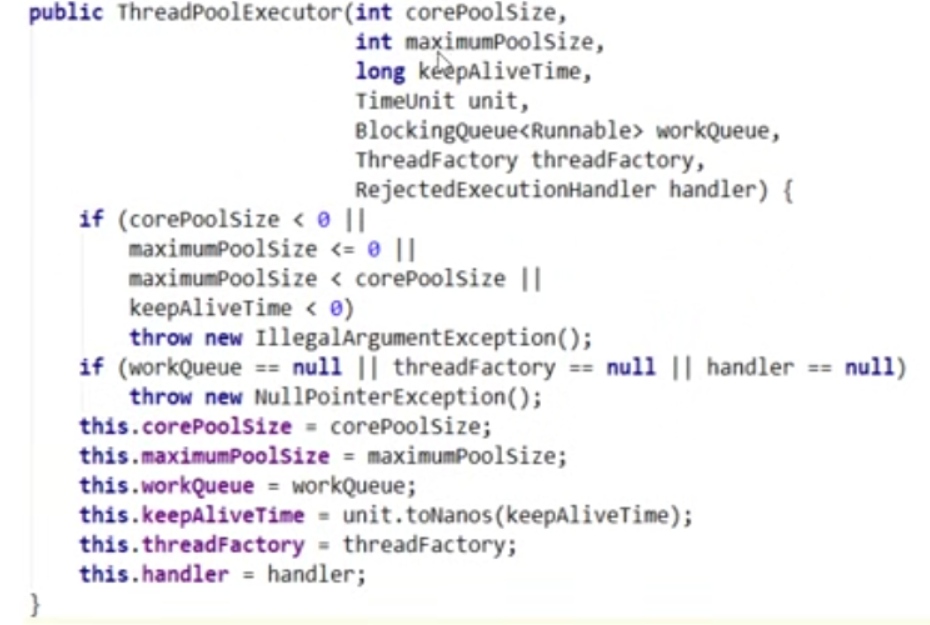 public ThreadPoolExecutor(int corePoolSize,
int maximumPoolSize,
long keepAliveTime,
TimeUnit unit,
BlockingQueue<Runnable> workQueue,
ThreadFactory threadFactory,
RejectedExecutionHandler handler) {
if (corePoolSize < 0 ||
maximumPoolSize <= 0 ||
maximumPoolSize < corePoolSize ||
keepAliveTime < 0)
throw new IllegalArgumentException();
if (workQueue == null || threadFactory == null || handler == null)
throw new NullPointerException();
this.corePoolSize = corePoolSize;
this.maximumPoolSize = maximumPoolSize;
this.workQueue = workQueue;
this.keepAliveTime = unit.toNanos(keepAliveTime);
this.threadFactory = threadFactory;
this.handler = handler;
}